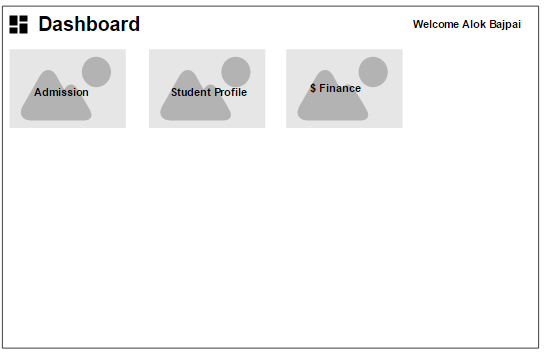 Dashboard
Welcome Alok Bajpai
Admission
Student Profile
$ Finance